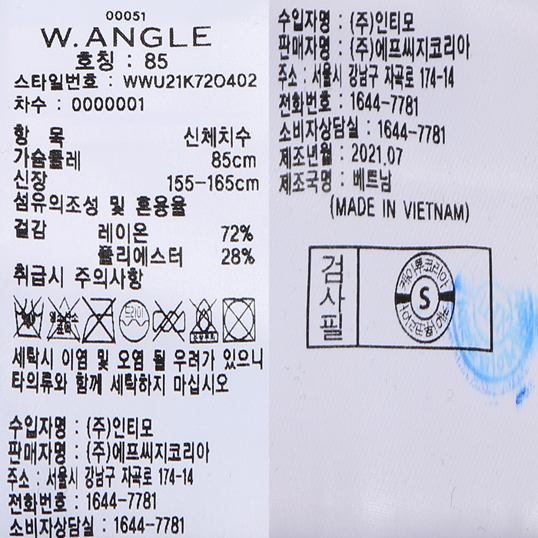 00051
W.ANGLE
호칭 : 85
스타일번호 : WWU21K72O402
차수 : 0000001
항 목 신체치수
가슴둘레 85cm
신장 155-165cm
섬유의조성 및 혼용율
겉감 레이온 72%
폴리에스터 28%
취급시 주의사항
드라이
세탁시 이염 및 오염 될 우려가 있으니
타의류와 함께 세탁하지 마십시오
수입자명 : (주)인티모
판매자명 : (주)에프씨지코리아
주소 : 서울시 강남구 자곡로 174-14
전화번호 : 1644-7781
소비자상담실 : 1644-7781
수입자명 : (주)인티모
판매자명 : (주)에프씨지코리아
주소 : 서울시 강남구 자곡로 174-14
전화번호 : 1644-7781
소비자상담실 : 1644-7781
제조년월 : 2021.07
제조국명 : 베트남
(MADE IN VIETNAM)
검사필
S